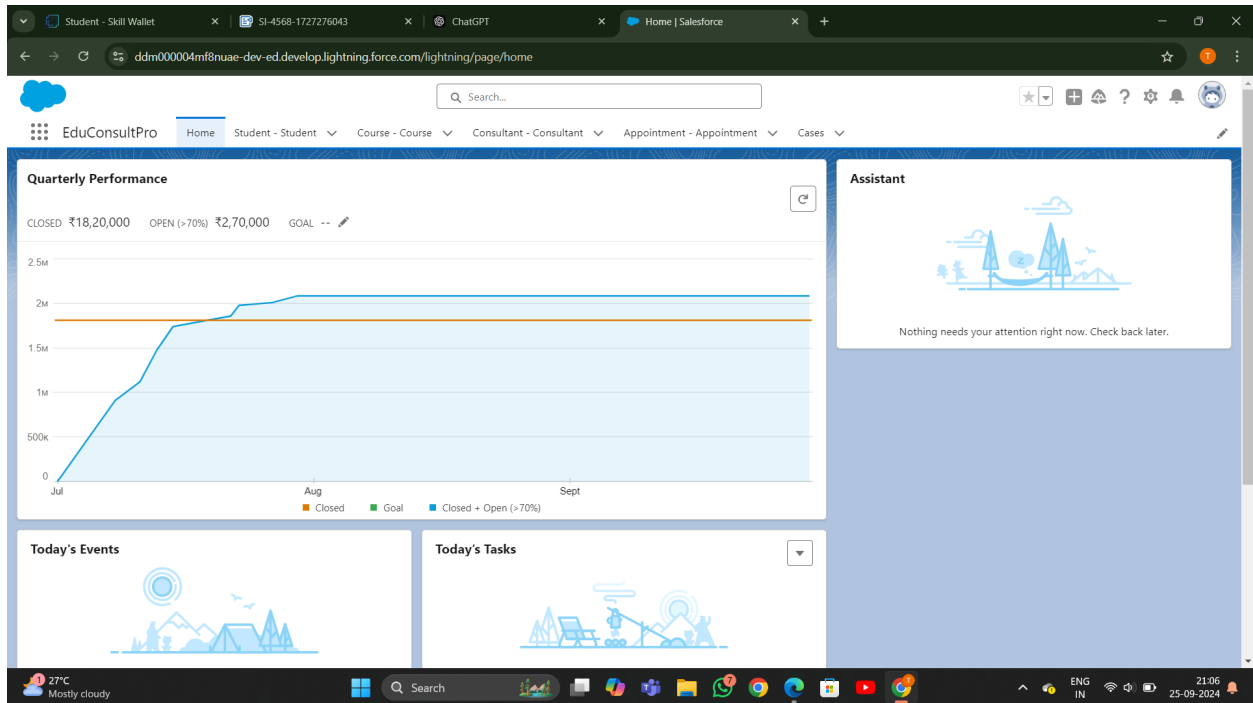 Student - Skill Wallet
SI-4568-1727276043
ChatGPT
Home | Salesforce
ddm000004mf8nuae-dev-ed.develop.lightning.force.com/lightning/page/home
T
Search...
EduConsultPro
Home
Student - Student
Course - Course
Consultant - Consultant
Appointment - Appointment
Cases
Quarterly Performance
CLOSED ₹18,20,000 OPEN (>70%) ₹2,70,000 GOAL --
2.5M
2M
1.5M
1M
500K
0
Jul Aug Sept
Closed Goal Closed + Open (>70%)
Assistant
z
Nothing needs your attention right now. Check back later.
Today's Events
Today's Tasks
1
27°C
Mostly cloudy
Search
7
T
ENG
IN
21:06
25-09-2024